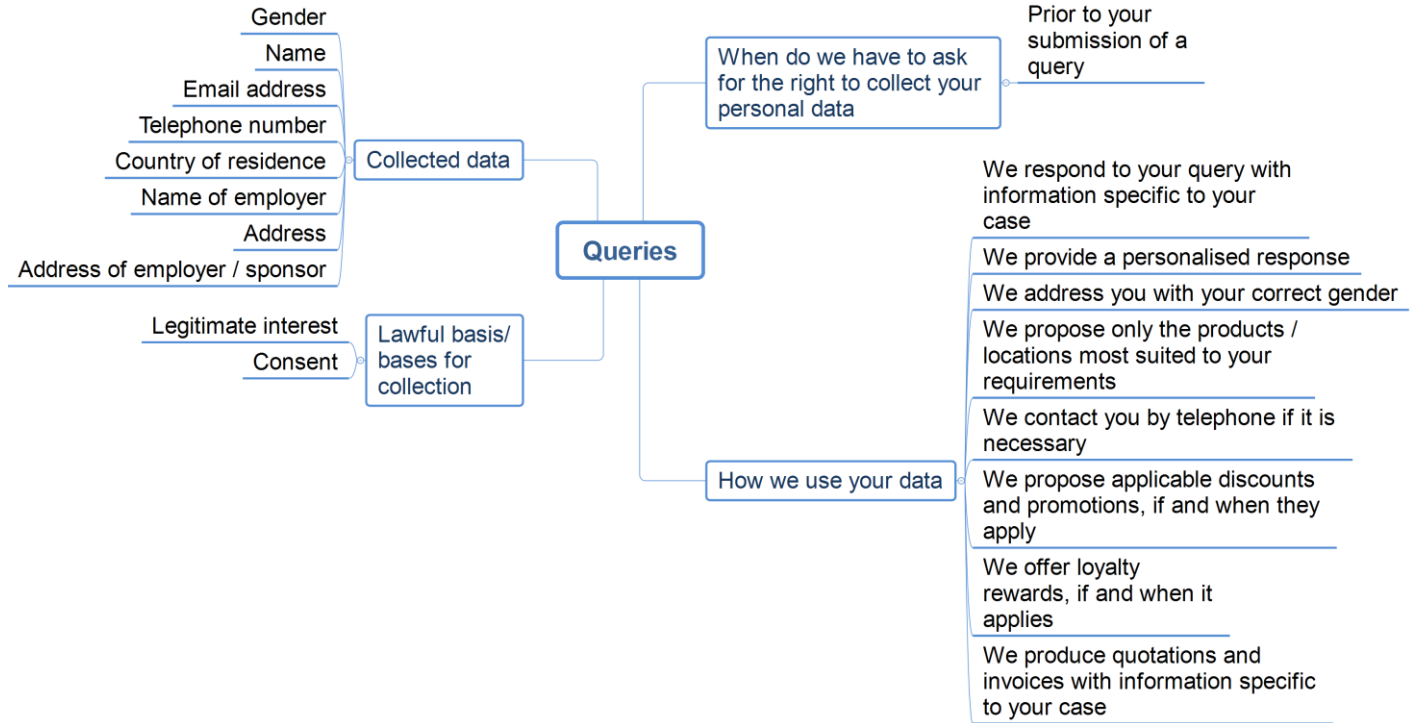 Gender
Name
Email address
Telephone number
Country of residence
Name of employer
Address
Address of employer / sponsor
Collected data
Legitimate interest
Consent
Lawful basis/
bases for
collection
Queries
When do we have to ask
for the right to collect your
personal data
Prior to your
submission of a
query
How we use your data
We respond to your query with
information specific to your
case
We provide a personalised response
We address you with your correct gender
We propose only the products /
locations most suited to your
requirements
We contact you by telephone if it is
necessary
We propose applicable discounts
and promotions, if and when they
apply
We offer loyalty
rewards, if and when it
applies
We produce quotations and
invoices with information specific
to your case